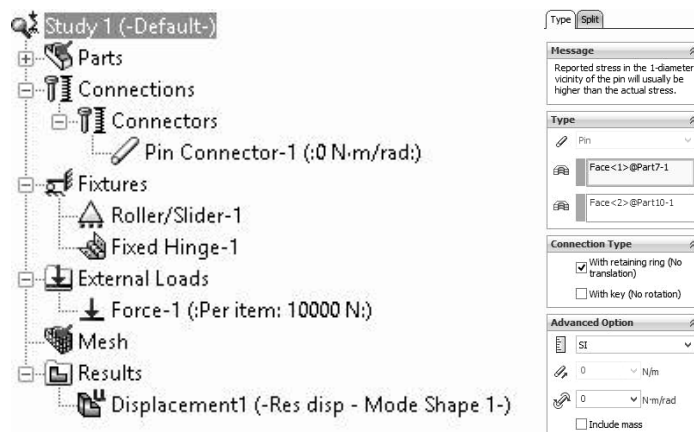 Study 1 (-Default-)
Parts
Connections
Connectors
Pin Connector-1 (:0 N·m/rad:)
Fixtures
Roller/Slider-1
Fixed Hinge-1
External Loads
Force-1 (:Per item: 10000 N:)
Mesh
Results
Displacement1 (-Res disp - Mode Shape 1-)
Type Split
Message
Reported stress in the 1-diameter
vicinity of the pin will usually be
higher than the actual stress.
Type
Pin
Face<1>@Part7-1
Face<2>@Part10-1
Connection Type
With retaining ring (No
translation)
With key (No rotation)
Advanced Option
SI
0 N/m
0 N·m/rad
Include mass